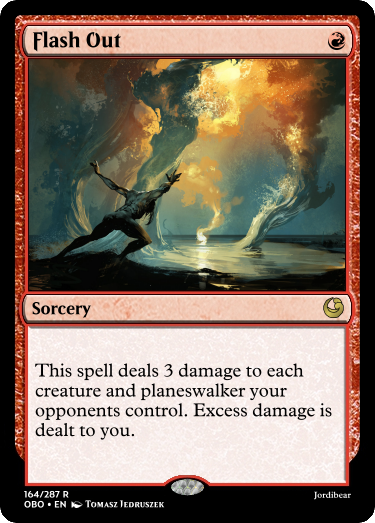 Flash Out
Sorcery
This spell deals 3 damage to each
creature and planeswalker your
opponents control. Excess damage is
dealt to you.
164/287 R
OBO • EN Tomasz Jedruszek
Jordibear